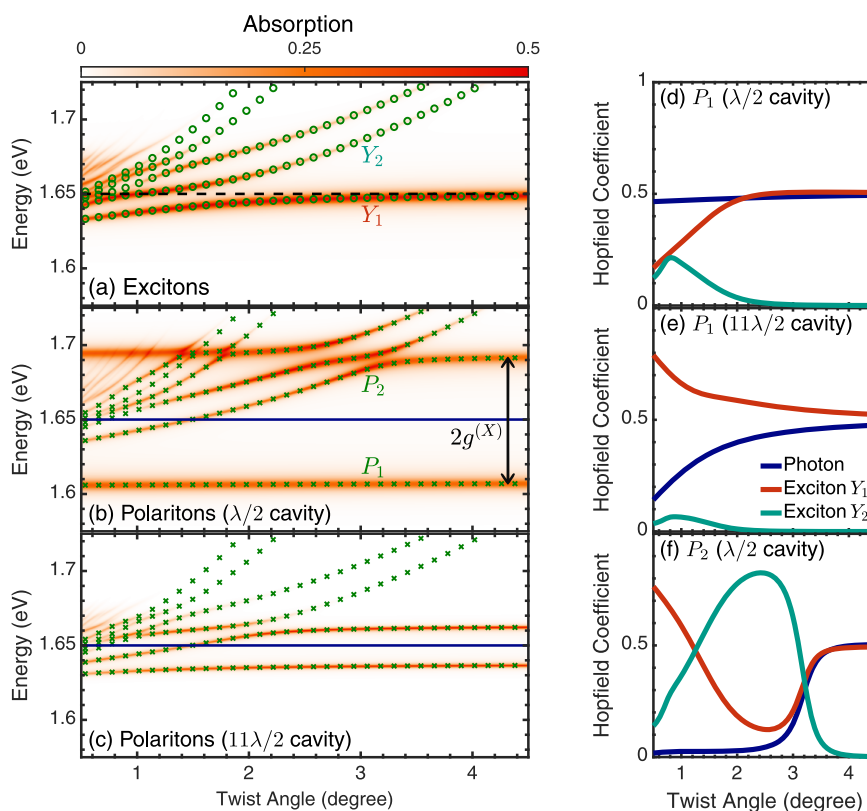 Absorption
0 0.25 0.5
1.7
1.65
1.6
Energy (eV)
Y₂
Y₁
(a) Excitons
1.7
1.65
1.6
Energy (eV)
P₂
P₁
2g⁽ˣ⁾
(b) Polaritons (λ/2 cavity)
1.7
1.65
1.6
Energy (eV)
(c) Polaritons (11λ/2 cavity)
1 2 3 4
Twist Angle (degree)
(d) P₁ (λ/2 cavity)
1
0.5
0
Hopfield Coefficient
(e) P₁ (11λ/2 cavity)
0.5
0
Hopfield Coefficient
Photon
Exciton Y₁
Exciton Y₂
(f) P₂ (λ/2 cavity)
0.5
0
Hopfield Coefficient
1 2 3 4
Twist Angle (degree)